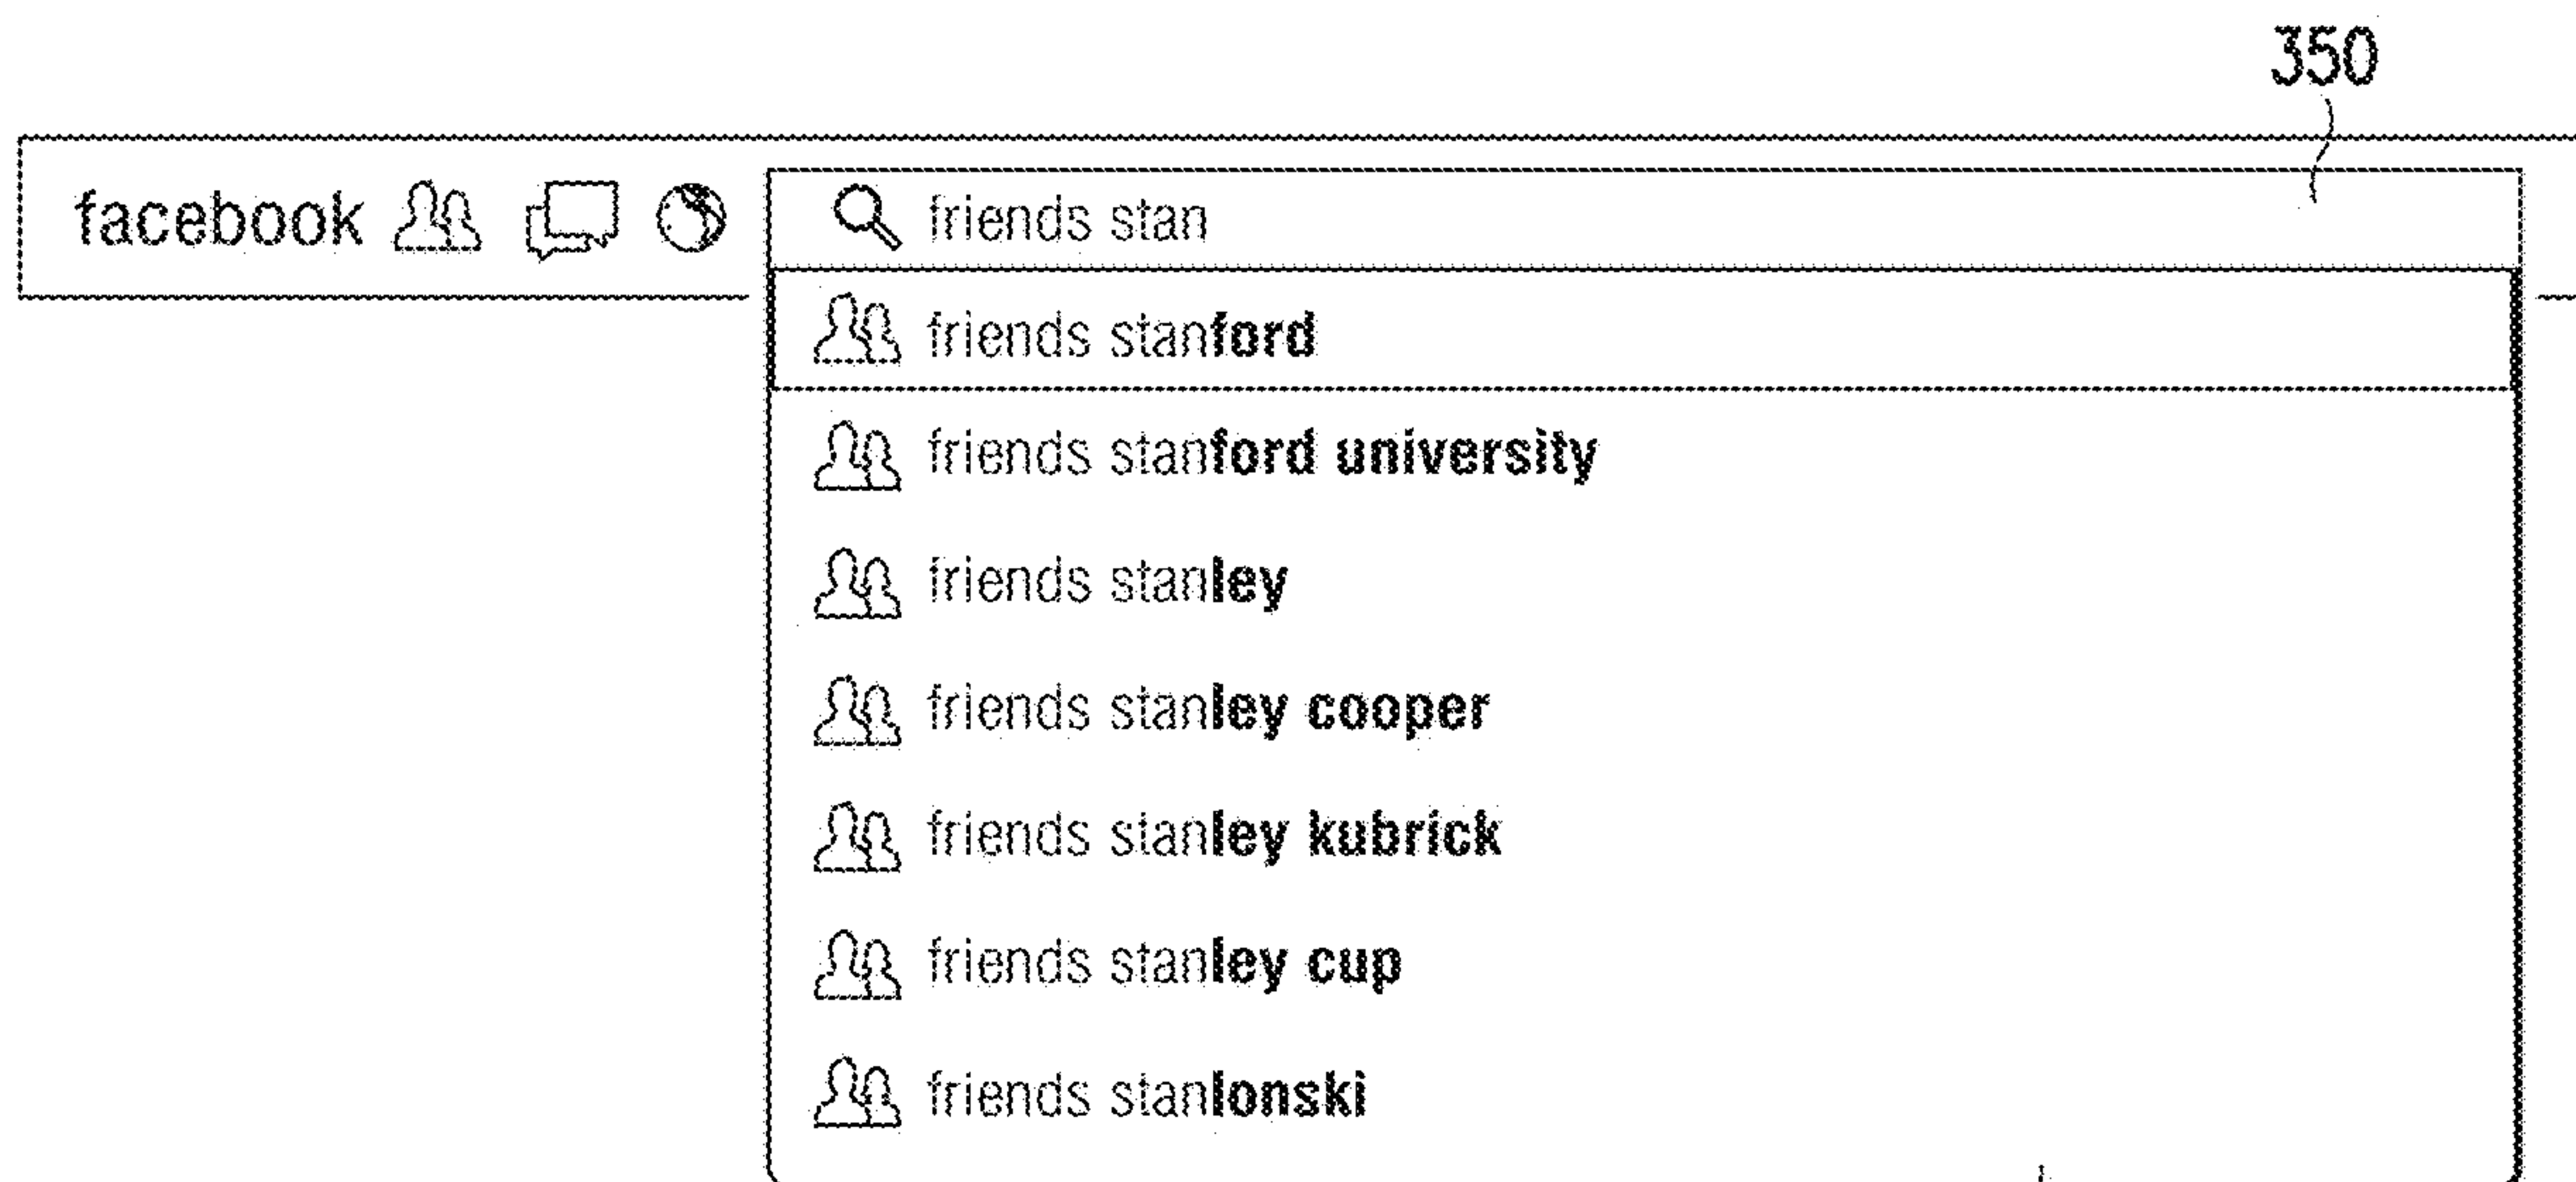 350
facebook friends stan
friends stanford
friends stanford university
friends stanley
friends stanley cooper
friends stanley kubrick
friends stanley cup
friends stanlonski